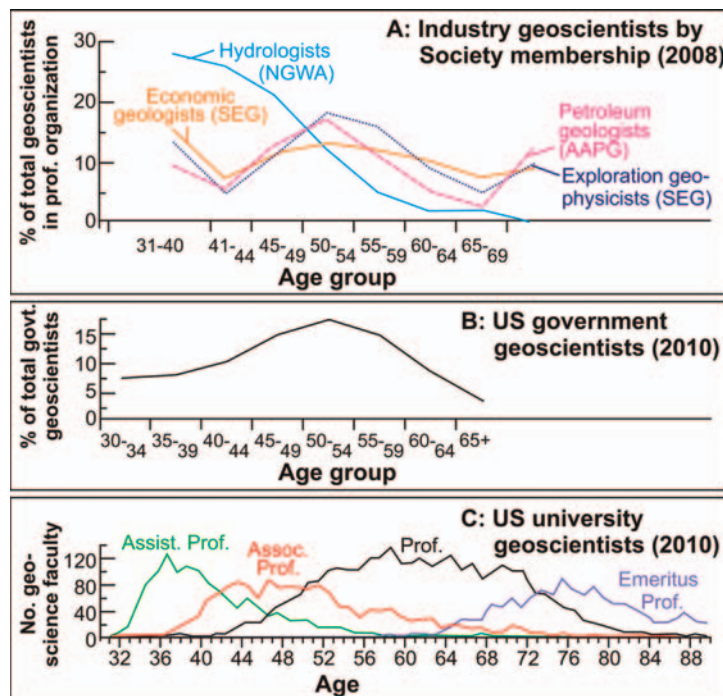 A: Industry geoscientists by
Society membership (2008)
% of total geoscientists
in prof. organization
30
20
10
0
Hydrologists
(NGWA)
Economic
geologists (SEG)
Petroleum
geologists
(AAPG)
Exploration geo-
physicists (SEG)
31-40 41-44 45-49 50-54 55-59 60-64 65-69
Age group
B: US government
geoscientists (2010)
% of total govt.
geoscientists
15
10
5
0
30-34 35-39 40-44 45-49 50-54 55-59 60-64 65+
Age group
C: US university
geoscientists (2010)
No. geo-
science faculty
120
80
40
0
Assist. Prof.
Assoc.
Prof.
Prof.
Emeritus
Prof.
32 36 40 44 48 52 56 60 64 68 72 76 80 84 88
Age